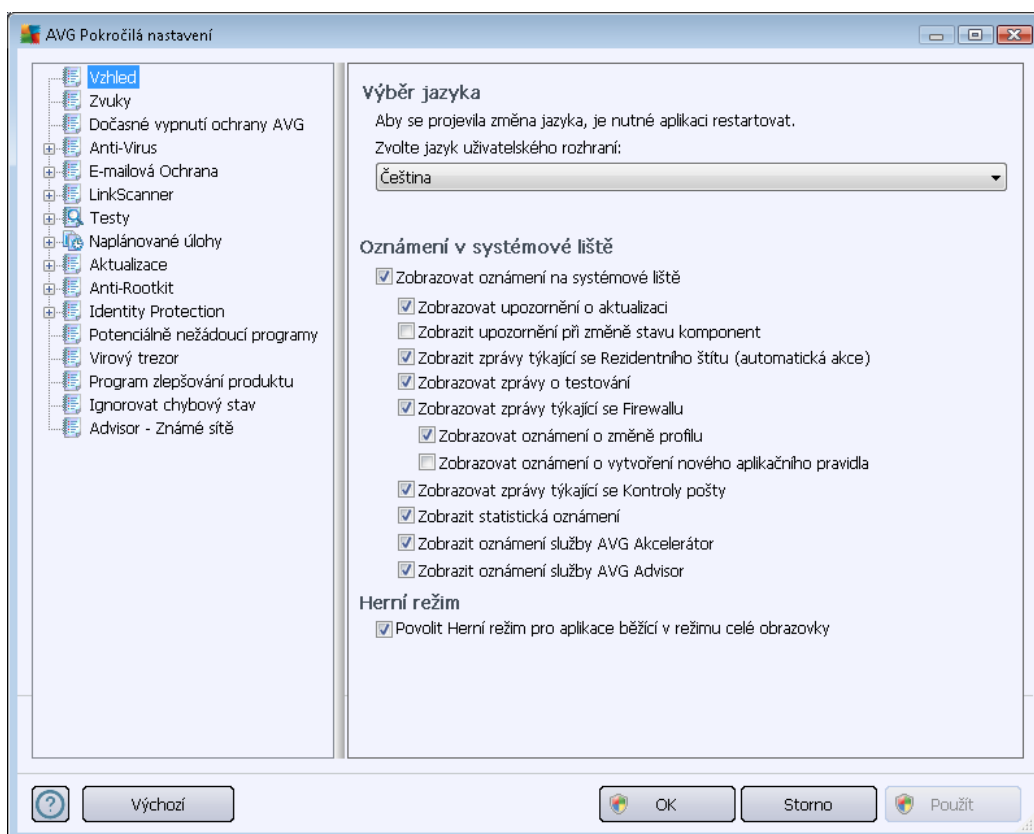 AVG Pokročilá nastavení
Vzhled
Zvuky
Dočasné vypnutí ochrany AVG
Anti-Virus
E-mailová Ochrana
LinkScanner
Testy
Naplánované úlohy
Aktualizace
Anti-Rootkit
Identity Protection
Potenciálně nežádoucí programy
Virový trezor
Program zlepšování produktu
Ignorovat chybový stav
Advisor - Známé sítě
Výběr jazyka
Aby se projevila změna jazyka, je nutné aplikaci restartovat.
Zvolte jazyk uživatelského rozhraní:
Čeština
Oznámení v systémové liště
Zobrazovat oznámení na systémové liště
Zobrazovat upozornění o aktualizaci
Zobrazit upozornění při změně stavu komponent
Zobrazit zprávy týkající se Rezidentního štítu (automatická akce)
Zobrazovat zprávy o testování
Zobrazovat zprávy týkající se Firewallu
Zobrazovat oznámení o změně profilu
Zobrazovat oznámení o vytvoření nového aplikačního pravidla
Zobrazovat zprávy týkající se Kontroly pošty
Zobrazit statistická oznámení
Zobrazit oznámení služby AVG Akcelerátor
Zobrazit oznámení služby AVG Advisor
Herní režim
Povolit Herní režim pro aplikace běžící v režimu celé obrazovky
? Výchozí OK Storno Použít